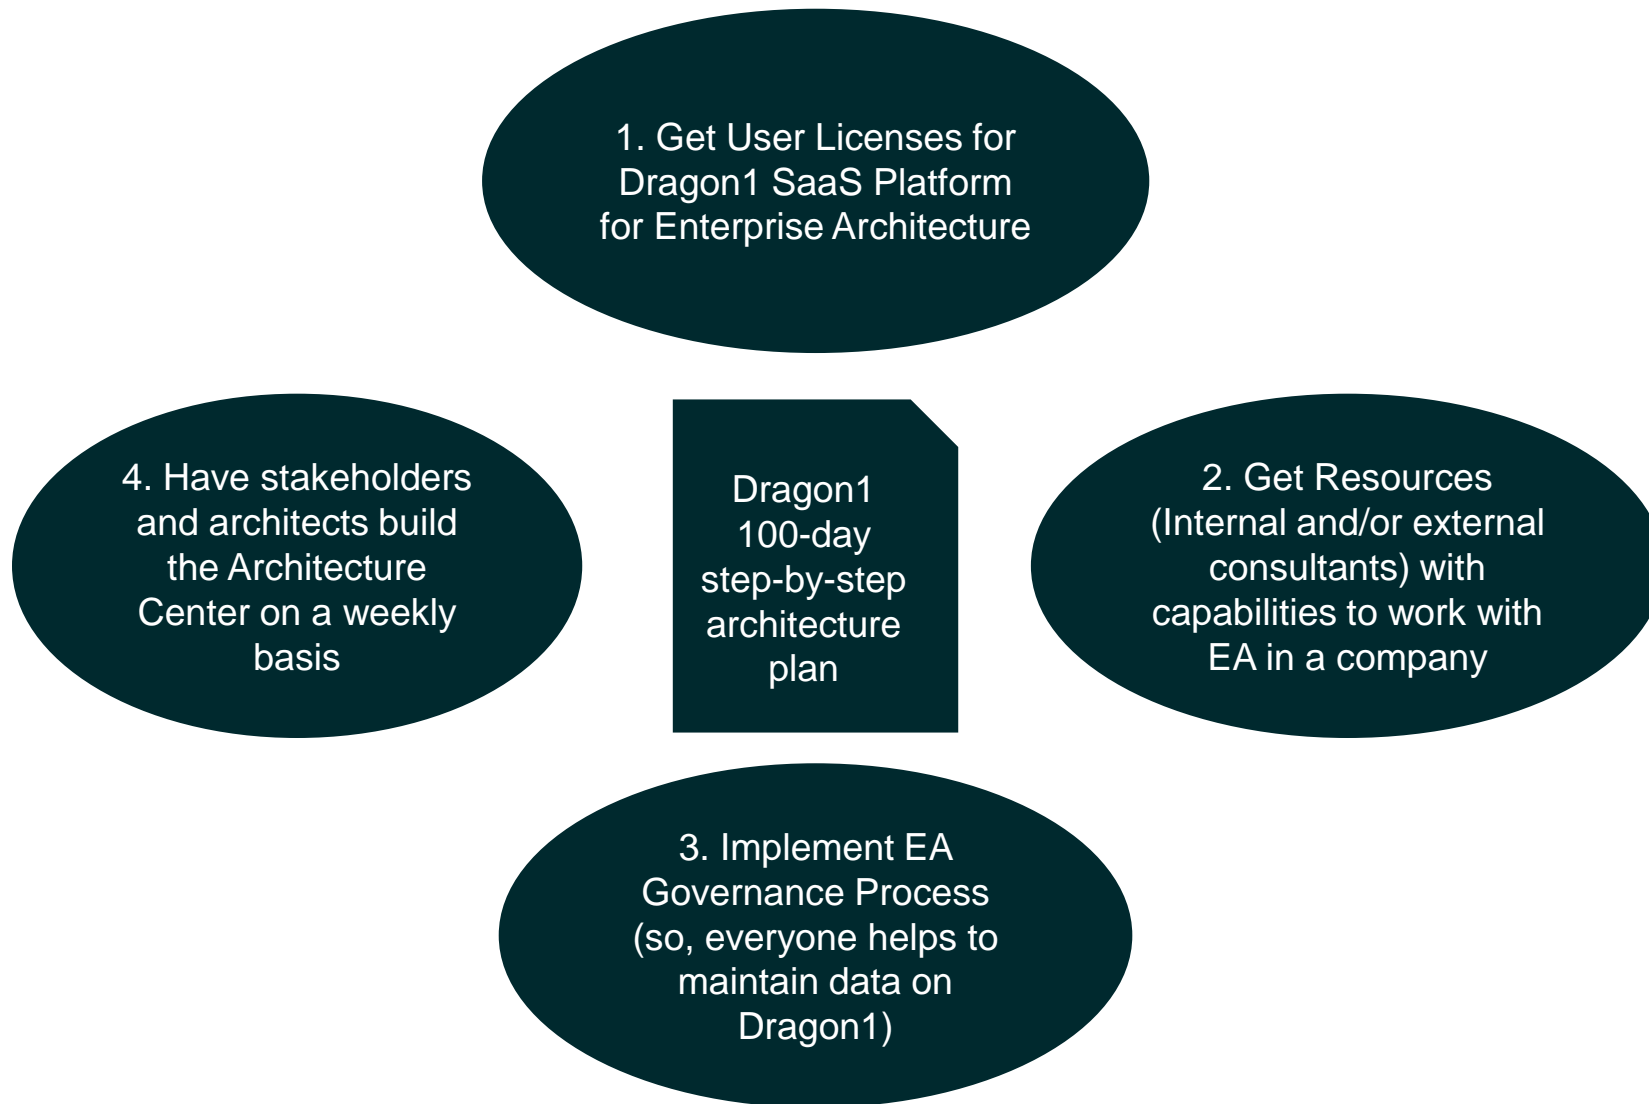 1. Get User Licenses for
Dragon1 SaaS Platform
for Enterprise Architecture
4. Have stakeholders
and architects build
the Architecture
Center on a weekly
basis
Dragon1
100-day
step-by-step
architecture
plan
2. Get Resources
(Internal and/or external
consultants) with
capabilities to work with
EA in a company
3. Implement EA
Governance Process
(so, everyone helps to
maintain data on
Dragon1)